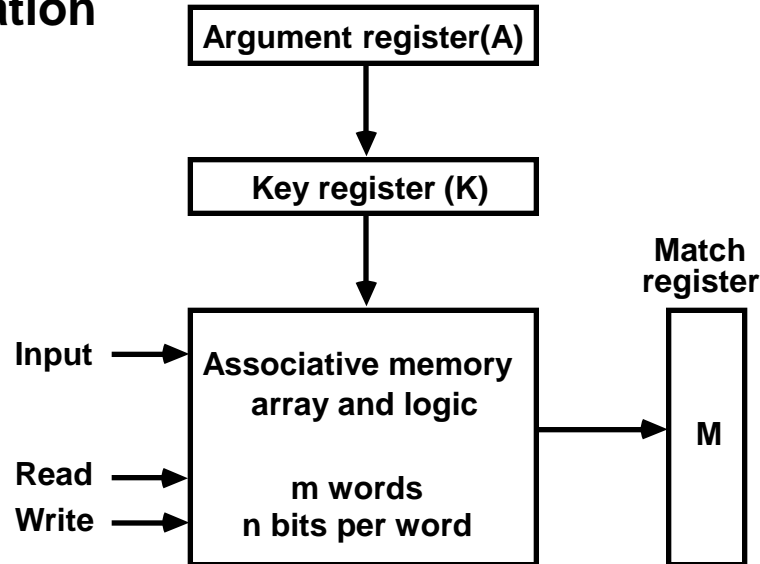 ation
Argument register(A)
Key register (K)
Match
register
Input
Associative memory
array and logic
M
Read
m words
Write
n bits per word